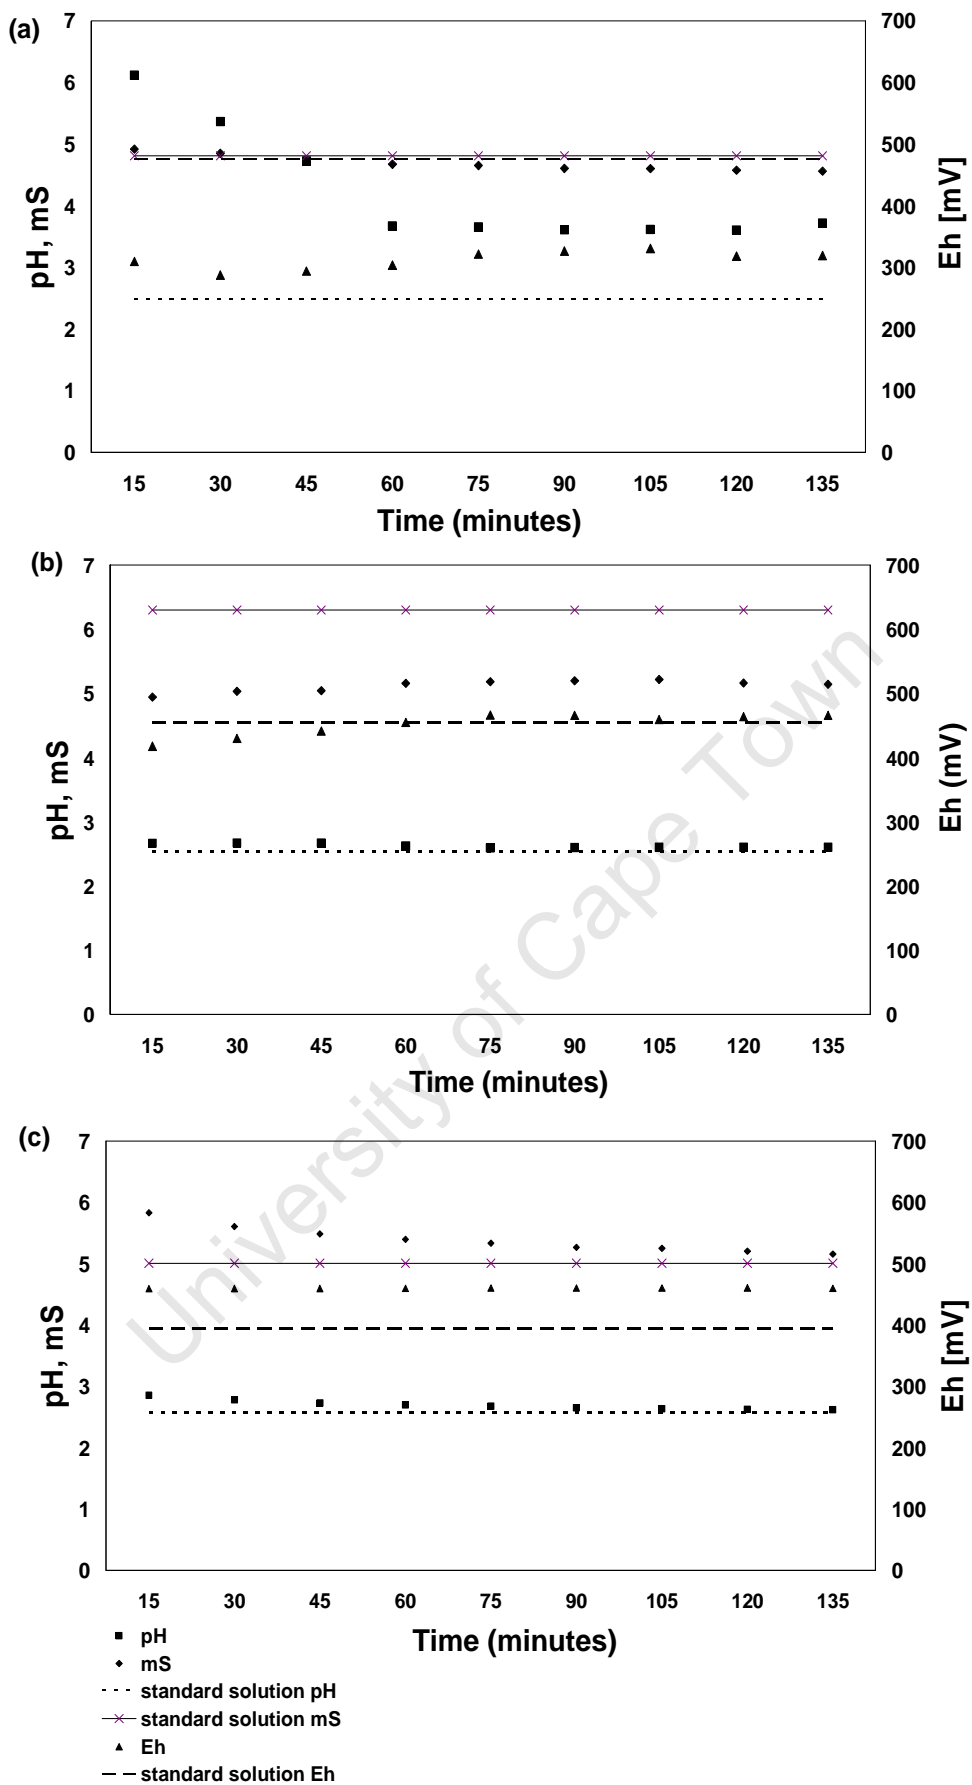 (a)
7
6
5
4
3
2
1
0
pH, mS
700
600
500
400
300
200
100
0
Eh [mV]
15 30 45 60 75 90 105 120 135
Time (minutes)
(b)
7
6
5
4
3
2
1
0
pH, mS
700
600
500
400
300
200
100
0
Eh (mV)
15 30 45 60 75 90 105 120 135
Time (minutes)
University of Cape Town
(c)
7
6
5
4
3
2
1
0
pH, mS
700
600
500
400
300
200
100
0
Eh [mV]
15 30 45 60 75 90 105 120 135
Time (minutes)
pH
mS
standard solution pH
standard solution mS
Eh
standard solution Eh